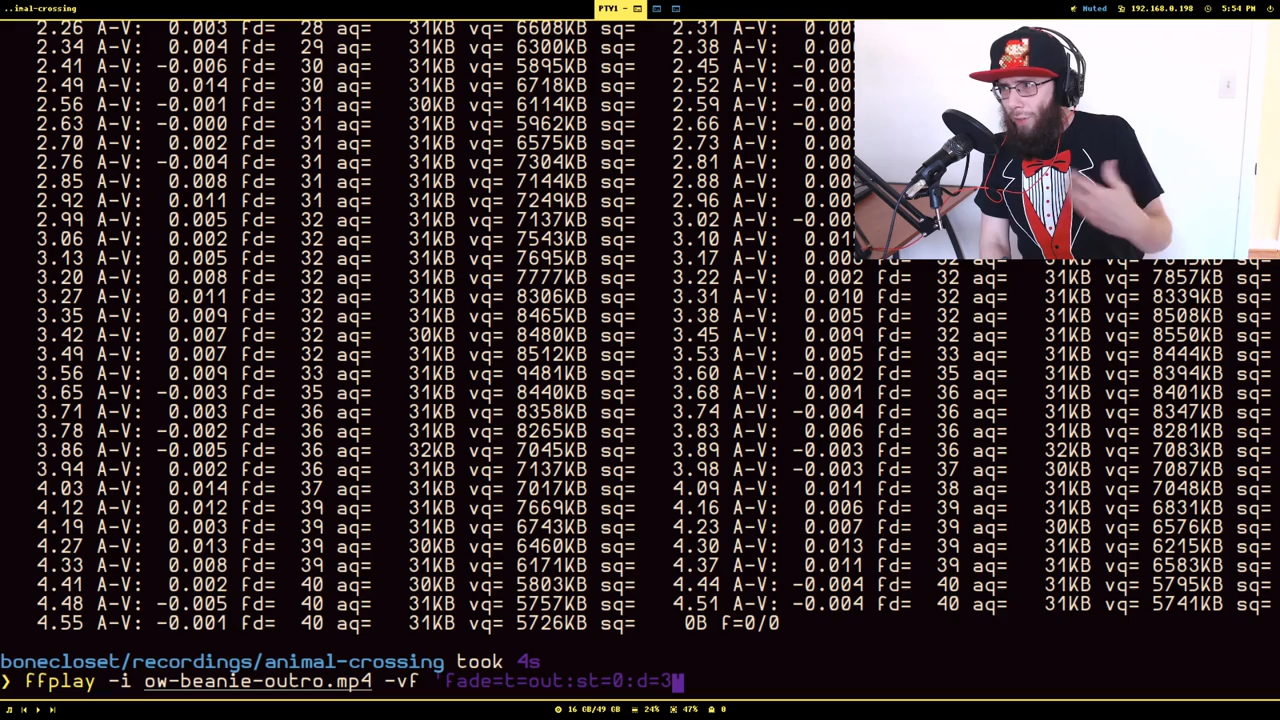 ..imal-crossing PTY1 - Muted 192.168.0.198 5:54 PM
2.26 A-V: 0.003 fd= 28 aq= 31KB vq= 6608KB sq= 2.31 A-V: 0.00
2.34 A-V: 0.004 fd= 29 aq= 31KB vq= 6300KB sq= 2.38 A-V: 0.00
2.41 A-V: -0.006 fd= 30 aq= 31KB vq= 5895KB sq= 2.45 A-V: -0.00
2.49 A-V: 0.014 fd= 30 aq= 31KB vq= 6718KB sq= 2.52 A-V: 0.00
2.56 A-V: -0.001 fd= 31 aq= 30KB vq= 6114KB sq= 2.59 A-V: 0.00
2.63 A-V: -0.000 fd= 31 aq= 31KB vq= 5962KB sq= 2.66 A-V: 0.00
2.70 A-V: 0.002 fd= 31 aq= 31KB vq= 6575KB sq= 2.73 A-V: 0.00
2.76 A-V: -0.004 fd= 31 aq= 31KB vq= 7304KB sq= 2.81 A-V: 0.00
2.85 A-V: 0.008 fd= 31 aq= 31KB vq= 7144KB sq= 2.88 A-V: 0.00
2.92 A-V: 0.011 fd= 31 aq= 31KB vq= 7249KB sq= 2.96 A-V: -0.00
2.99 A-V: 0.005 fd= 32 aq= 31KB vq= 7137KB sq= 3.02 A-V: -0.00
3.06 A-V: 0.002 fd= 32 aq= 31KB vq= 7543KB sq= 3.10 A-V: 0.01
3.13 A-V: 0.005 fd= 32 aq= 31KB vq= 7695KB sq= 3.17 A-V: 0.00 fd= 32 aq= 31KB vq= sq=
3.20 A-V: 0.008 fd= 32 aq= 31KB vq= 7777KB sq= 3.22 A-V: 0.002 fd= 32 aq= 31KB vq= 7857KB sq=
3.27 A-V: 0.011 fd= 32 aq= 31KB vq= 8306KB sq= 3.31 A-V: 0.010 fd= 32 aq= 31KB vq= 8339KB sq=
3.35 A-V: 0.009 fd= 32 aq= 31KB vq= 8465KB sq= 3.38 A-V: 0.005 fd= 32 aq= 31KB vq= 8508KB sq=
3.42 A-V: 0.007 fd= 32 aq= 30KB vq= 8480KB sq= 3.45 A-V: 0.009 fd= 32 aq= 31KB vq= 8550KB sq=
3.49 A-V: 0.007 fd= 32 aq= 31KB vq= 8512KB sq= 3.53 A-V: 0.005 fd= 33 aq= 31KB vq= 8444KB sq=
3.56 A-V: 0.009 fd= 33 aq= 31KB vq= 9481KB sq= 3.60 A-V: -0.002 fd= 35 aq= 31KB vq= 8394KB sq=
3.65 A-V: -0.003 fd= 35 aq= 31KB vq= 8440KB sq= 3.68 A-V: 0.001 fd= 36 aq= 31KB vq= 8401KB sq=
3.71 A-V: 0.003 fd= 36 aq= 31KB vq= 8358KB sq= 3.74 A-V: -0.004 fd= 36 aq= 31KB vq= 8347KB sq=
3.78 A-V: -0.002 fd= 36 aq= 31KB vq= 8265KB sq= 3.83 A-V: -0.004 fd= 36 aq= 31KB vq= 8281KB sq=
3.86 A-V: -0.005 fd= 36 aq= 32KB vq= 7045KB sq= 3.89 A-V: -0.003 fd= 36 aq= 32KB vq= 7083KB sq=
3.94 A-V: 0.002 fd= 36 aq= 31KB vq= 7137KB sq= 3.98 A-V: -0.004 fd= 37 aq= 30KB vq= 7087KB sq=
4.03 A-V: 0.014 fd= 37 aq= 31KB vq= 7017KB sq= 4.09 A-V: 0.011 fd= 38 aq= 31KB vq= 7048KB sq=
4.12 A-V: 0.012 fd= 39 aq= 31KB vq= 7669KB sq= 4.16 A-V: 0.006 fd= 39 aq= 31KB vq= 6831KB sq=
4.19 A-V: 0.003 fd= 39 aq= 31KB vq= 6743KB sq= 4.23 A-V: 0.007 fd= 39 aq= 30KB vq= 6576KB sq=
4.27 A-V: 0.013 fd= 39 aq= 30KB vq= 6460KB sq= 4.30 A-V: 0.013 fd= 39 aq= 31KB vq= 6215KB sq=
4.33 A-V: 0.008 fd= 39 aq= 31KB vq= 6171KB sq= 4.37 A-V: 0.011 fd= 39 aq= 31KB vq= 6583KB sq=
4.41 A-V: 0.002 fd= 40 aq= 30KB vq= 5803KB sq= 4.44 A-V: -0.004 fd= 40 aq= 31KB vq= 5795KB sq=
4.48 A-V: -0.005 fd= 40 aq= 31KB vq= 5757KB sq= 4.51 A-V: -0.004 fd= 40 aq= 31KB vq= 5741KB sq=
4.55 A-V: -0.001 fd= 40 aq= 31KB vq= 5726KB sq= 0B f=0/0
bonecloset/recordings/animal-crossing took 4s
❯ ffplay -i ow-beanie-outro.mp4 -vf 'fade=t=out:st=0:d=3
16 GB/49 GB 24% 47% 0